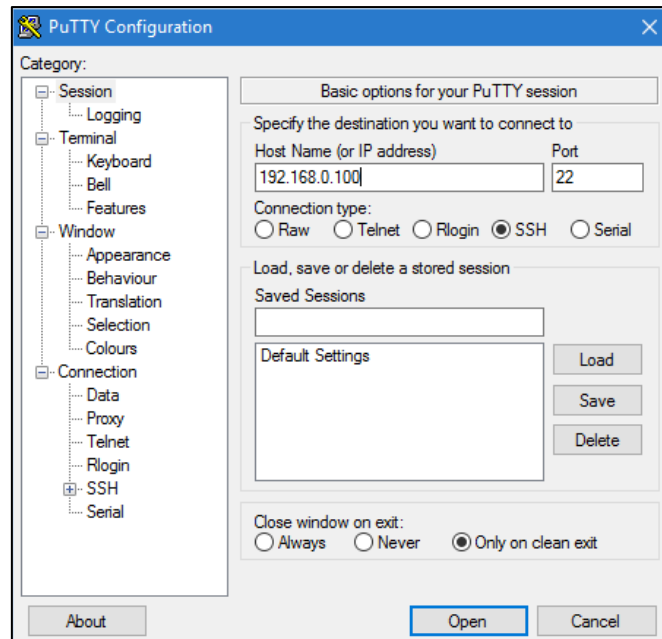 PuTTY Configuration
Category:
Session
Logging
Terminal
Keyboard
Bell
Features
Window
Appearance
Behaviour
Translation
Selection
Colours
Connection
Data
Proxy
Telnet
Rlogin
SSH
Serial
Basic options for your PuTTY session
Specify the destination you want to connect to
Host Name (or IP address) Port
192.168.0.100 22
Connection type:
Raw Telnet Rlogin SSH Serial
Load, save or delete a stored session
Saved Sessions
Default Settings
Load
Save
Delete
Close window on exit:
Always Never Only on clean exit
About Open Cancel